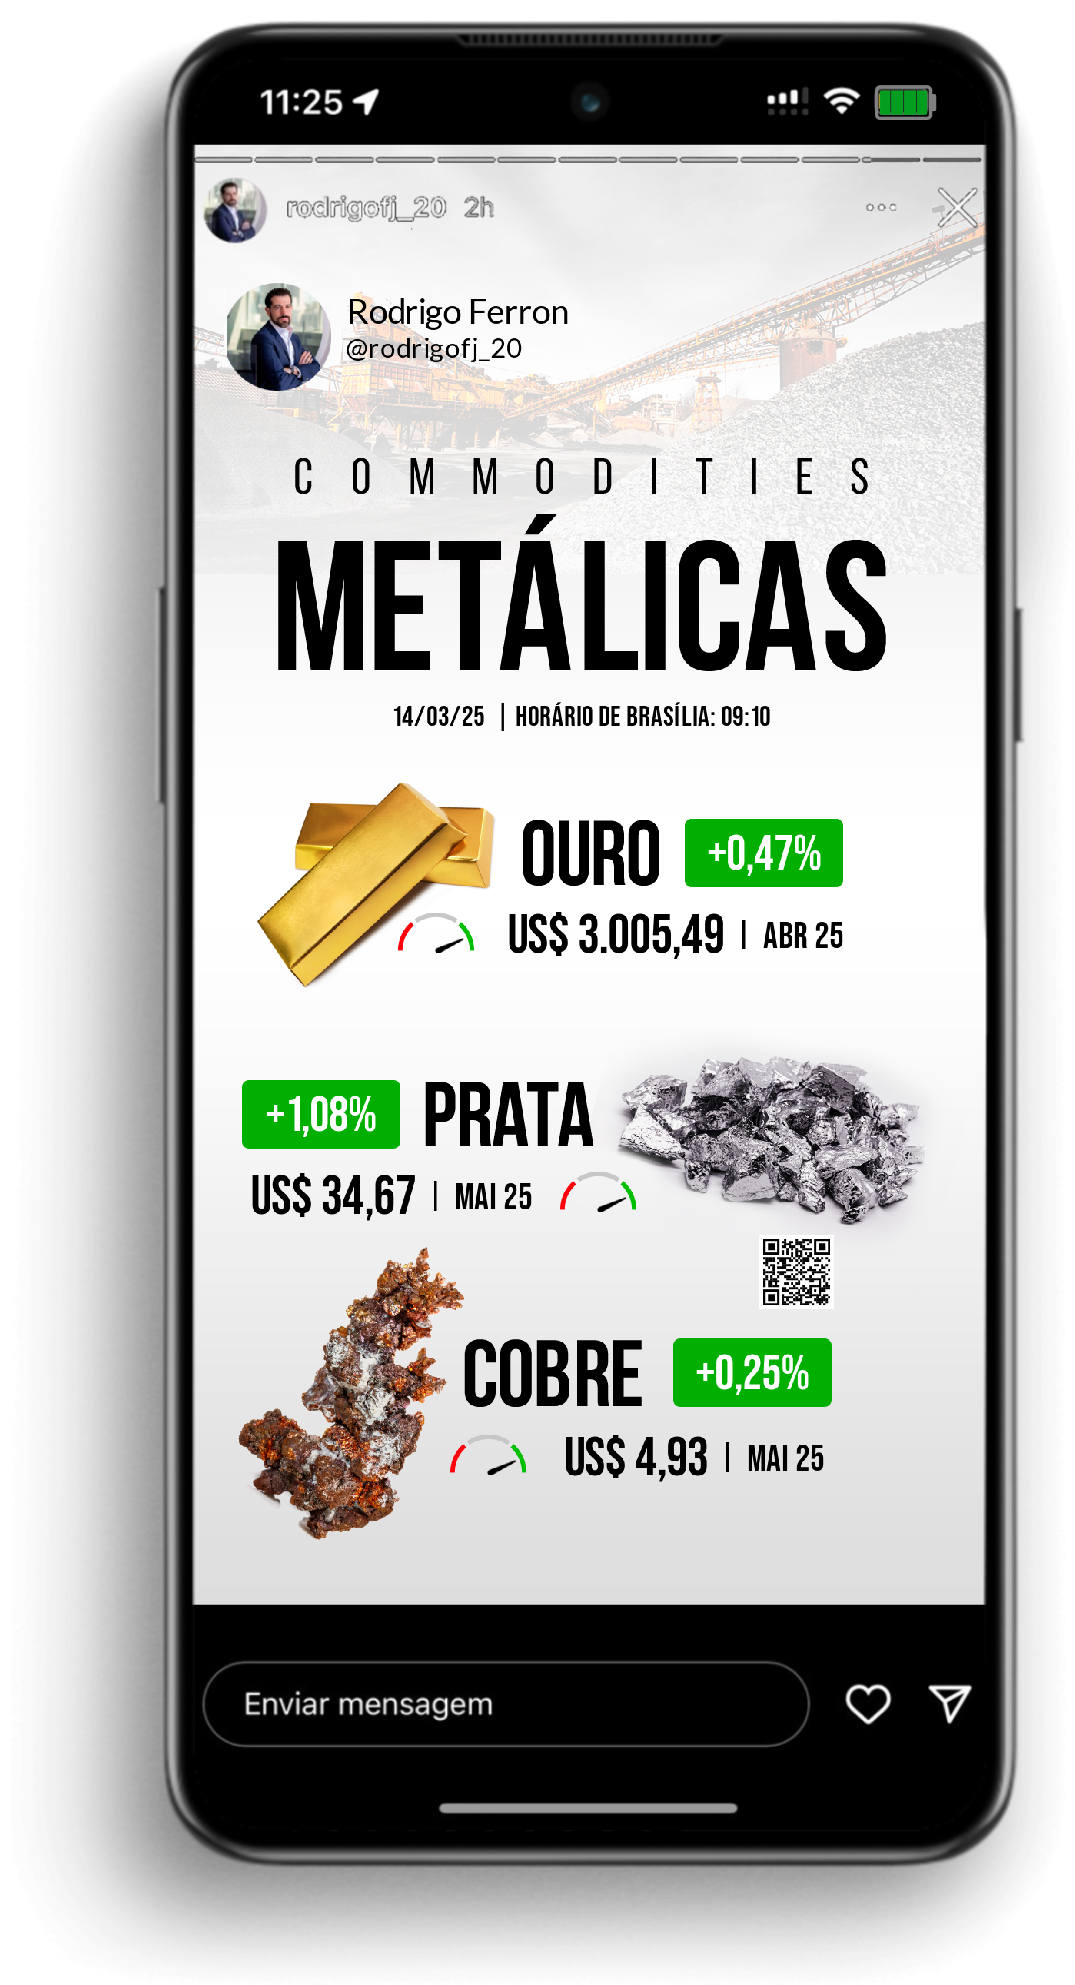 11:25
rodrigofj_20 2h
Rodrigo Ferron
@rodrigofj_20
COMMODITIES
METÁLICAS
14/03/25 | HORÁRIO DE BRASÍLIA: 09:10
OURO +0,47%
US$ 3.005,49 | ABR 25
+1,08% PRATA
US$ 34,67 | MAI 25
COBRE +0,25%
US$ 4,93 | MAI 25
Enviar mensagem